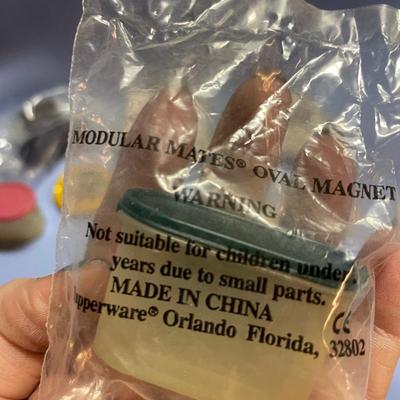 MODULAR MATES® OVAL MAGNET
WARNING
Not suitable for children under
years due to small parts.
MADE IN CHINA
Tupperware® Orlando Florida, 32802
CE